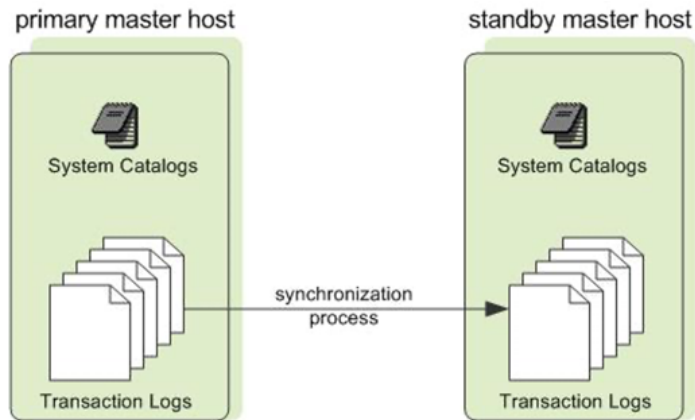 primary master host
standby master host
System Catalogs
System Catalogs
synchronization
process
Transaction Logs
Transaction Logs